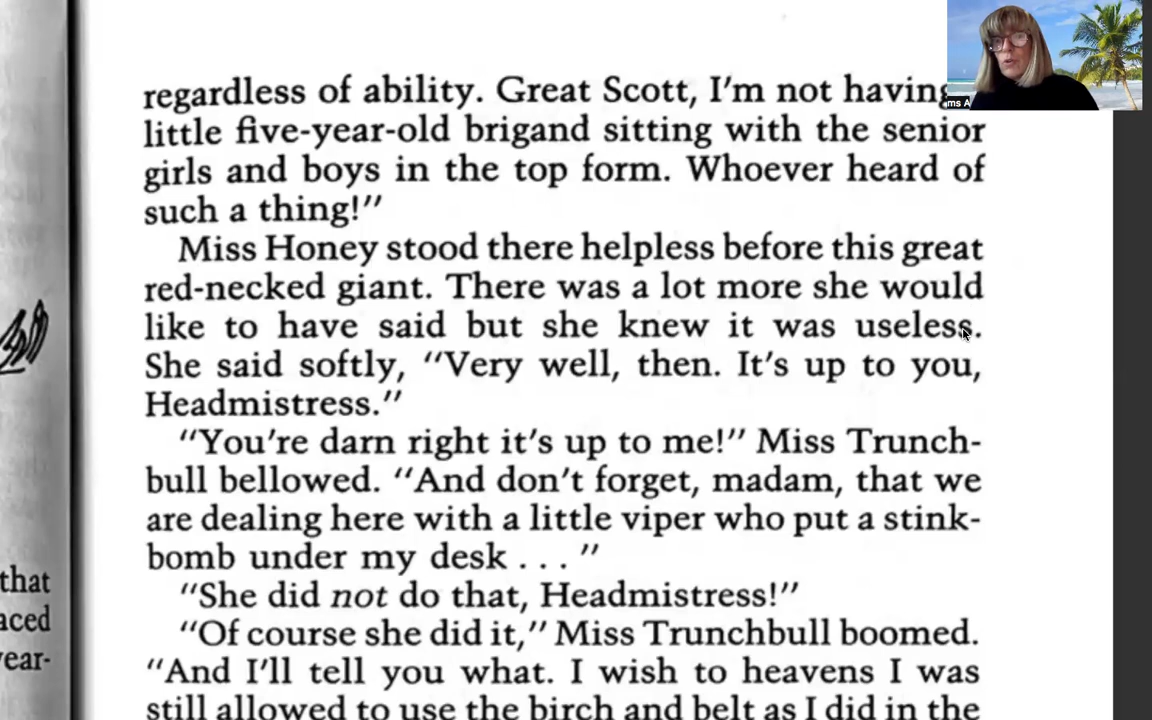 regardless of ability. Great Scott, I'm not having
little five-year-old brigand sitting with the senior
girls and boys in the top form. Whoever heard of
such a thing!"
Miss Honey stood there helpless before this great
red-necked giant. There was a lot more she would
like to have said but she knew it was useless.
She said softly, "Very well, then. It's up to you,
Headmistress."
"You're darn right it's up to me!" Miss Trunch-
bull bellowed. "And don't forget, madam, that we
are dealing here with a little viper who put a stink-
bomb under my desk . . . "
"She did not do that, Headmistress!"
"Of course she did it," Miss Trunchbull boomed.
"And I'll tell you what. I wish to heavens I was
still allowed to use the birch and belt as I did in the
that
aced
year-
ms A